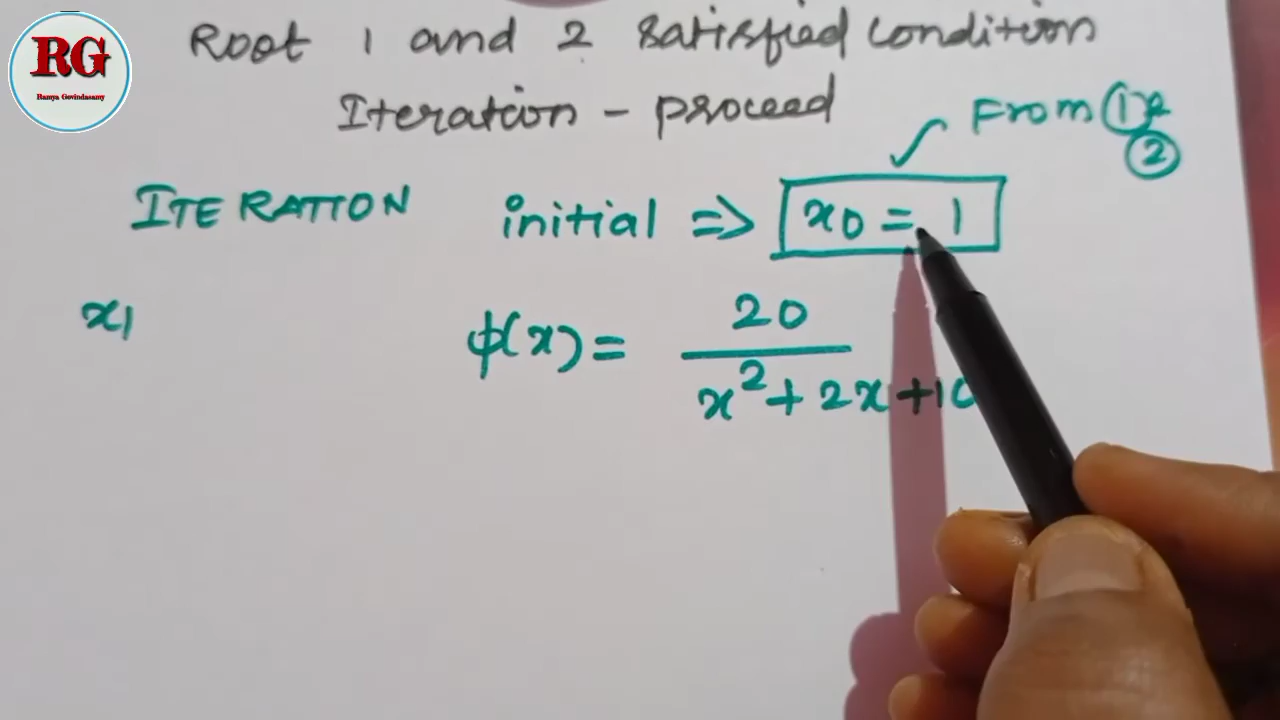 RG
Ramya Govindasamy
Root 1 and 2 satisfied condition
Iteration - proceed
From ① &
②
ITERATION initial => x0 = 1
x1 ϕ(x) = 20
x² + 2x + 10